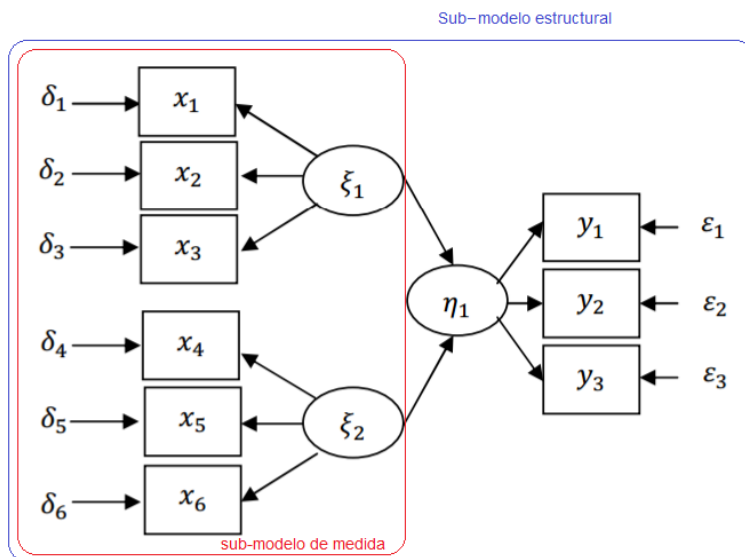 Sub-modelo estructural
δ₁ x₁
δ₂ x₂ ξ₁
δ₃ x₃
y₁ ε₁
η₁ y₂ ε₂
y₃ ε₃
δ₄ x₄
δ₅ x₅ ξ₂
δ₆ x₆
sub-modelo de medida